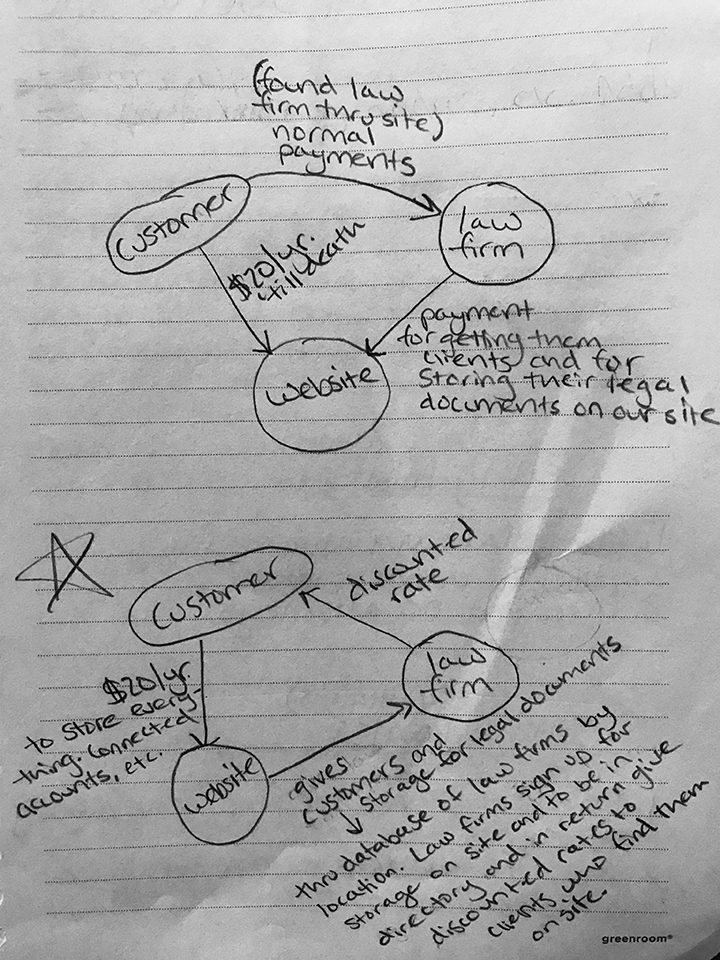 (found law
firm thru site)
normal
payments
customer
law
firm
$20/yr.
till death
website
payment
for getting them
clients and for
storing their legal
documents on our site
customer
discounted
rate
law
firm
$20/yr.
to store every-
thing. Connected
accounts, etc.
website
gives
customers and
storage for legal documents
thru database of law firms by
location. Law firms sign up for
storage on site and to be in
directory and in return give
discounted rates to
clients who find them
on site.
greenroom®